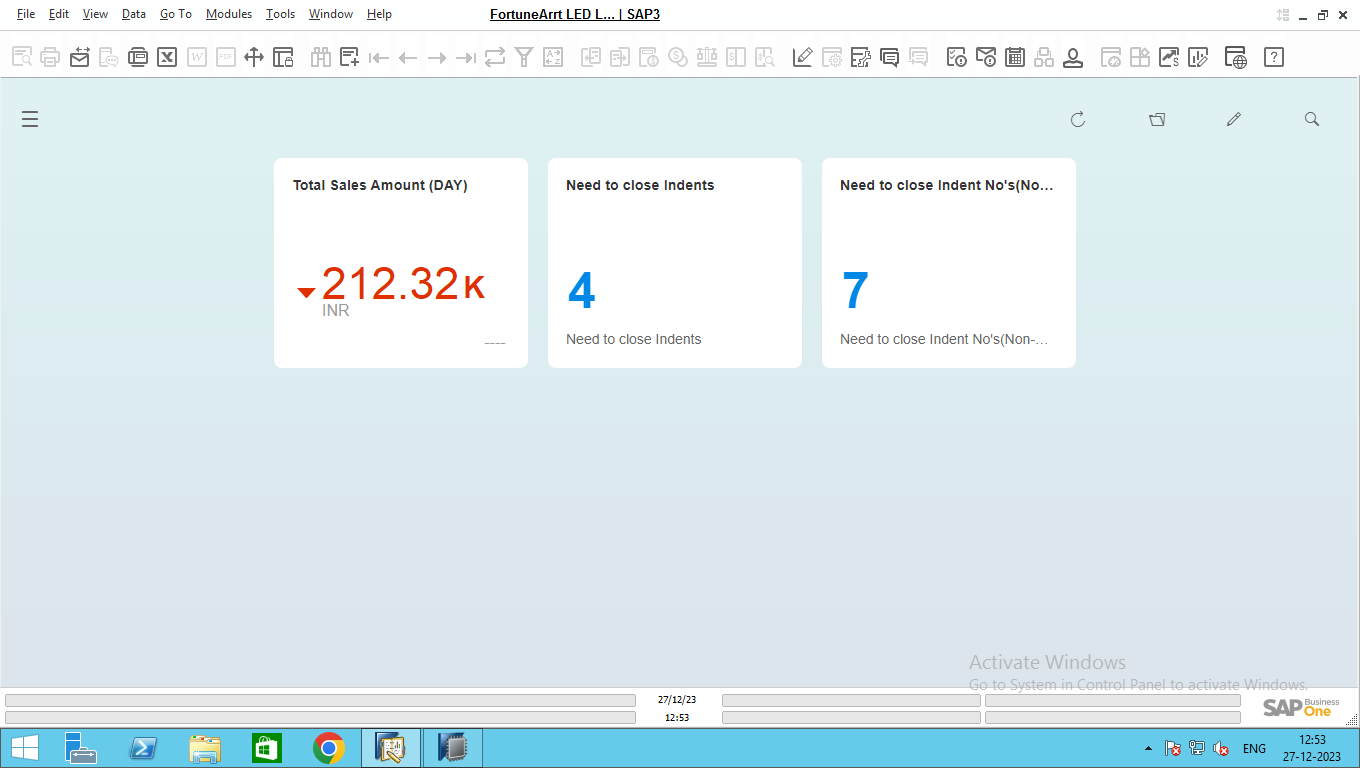 File Edit View Data Go To Modules Tools Window Help FortuneArrt LED L... | SAP3
Total Sales Amount (DAY)
212.32K
INR
----
Need to close Indents
4
Need to close Indents
Need to close Indent No's(No...
7
Need to close Indent No's(Non-...
Activate Windows
Go to System in Control Panel to activate Windows.
27/12/23
12:53
SAP Business One
ENG
12:53
27-12-2023